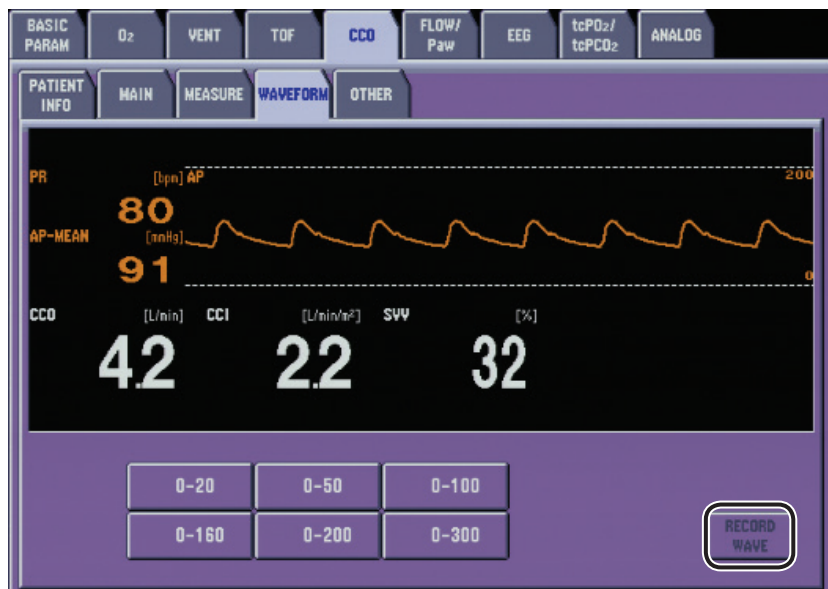 BASIC PARAM O₂ VENT TOF CCO FLOW/ Paw EEG tcPO₂/ tcPCO₂ ANALOG
PATIENT INFO MAIN MEASURE WAVEFORM OTHER
PR [bpm] AP 200
80
AP-MEAN [mmHg]
91 0
CCO [L/min] CCI [L/min/m²] SVV [%]
4.2 2.2 32
0-20 0-50 0-100
0-160 0-200 0-300
RECORD
WAVE